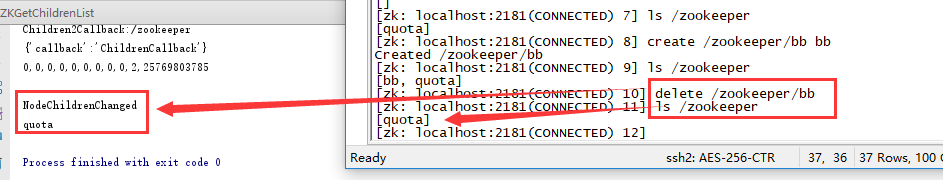 ZKGetChildrenList
Children2Callback:/zookeeper
{'callback':'ChildrenCallback'}
0,0,0,0,0,0,0,0,0,2,25769803785
NodeChildrenChanged
quota
Process finished with exit code 0
[]
[zk: localhost:2181(CONNECTED) 7] ls /zookeeper
[quota]
[zk: localhost:2181(CONNECTED) 8] create /zookeeper/bb bb
Created /zookeeper/bb
[zk: localhost:2181(CONNECTED) 9] ls /zookeeper
[bb, quota]
[zk: localhost:2181(CONNECTED) 10] delete /zookeeper/bb
[zk: localhost:2181(CONNECTED) 11] ls /zookeeper
[quota]
[zk: localhost:2181(CONNECTED) 12]
Ready ssh2: AES-256-CTR 37, 36 37 Rows, 100 C